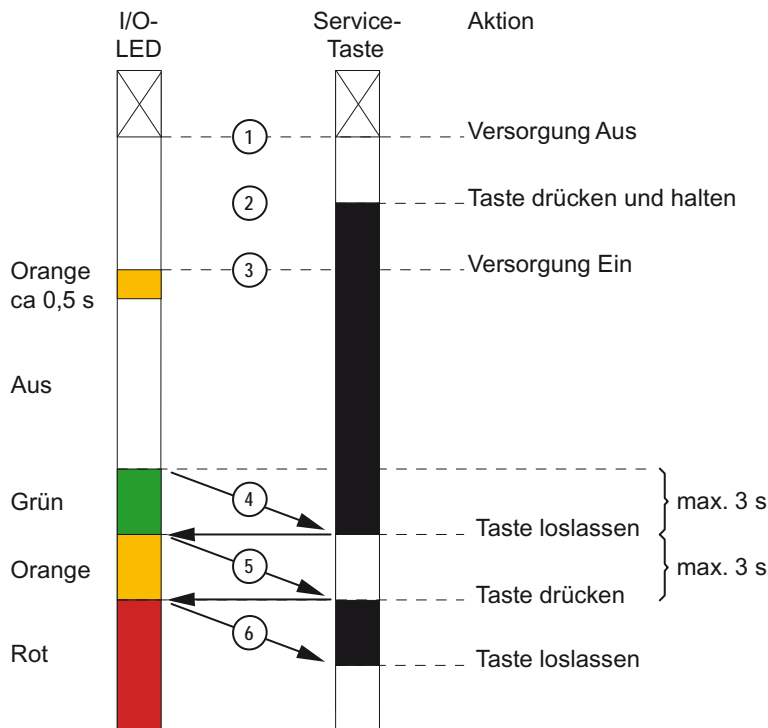 I/O-
LED
Service-
Taste
Aktion
1
Versorgung Aus
2
Taste drücken und halten
Orange
ca 0,5 s
3
Versorgung Ein
Aus
Grün
4
Taste loslassen
max. 3 s
Orange
5
Taste drücken
max. 3 s
Rot
6
Taste loslassen